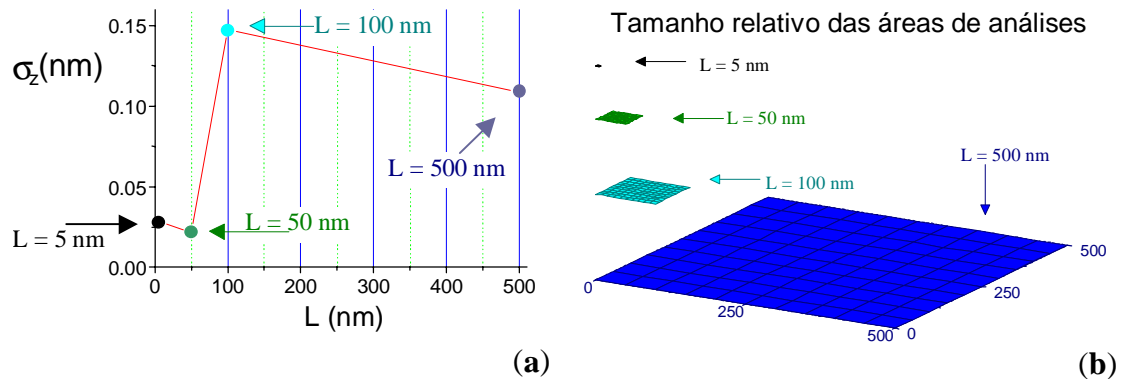 0.15
0.10
0.05
0.00
σz(nm)
L = 100 nm
L = 500 nm
L = 50 nm
L = 5 nm
0 100 200 300 400 500
L (nm)
(a)
Tamanho relativo das áreas de análises
L = 5 nm
L = 50 nm
L = 100 nm
L = 500 nm
0
250
500
0
250
500
(b)